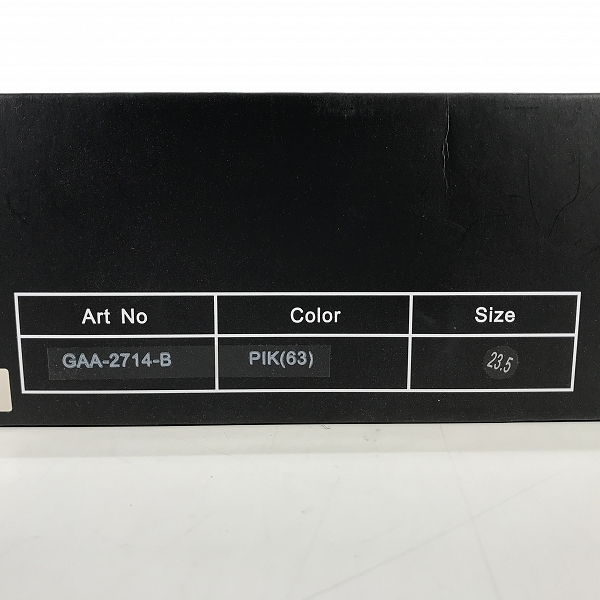 Art No Color Size
GAA-2714-B PIK(63) 23.5